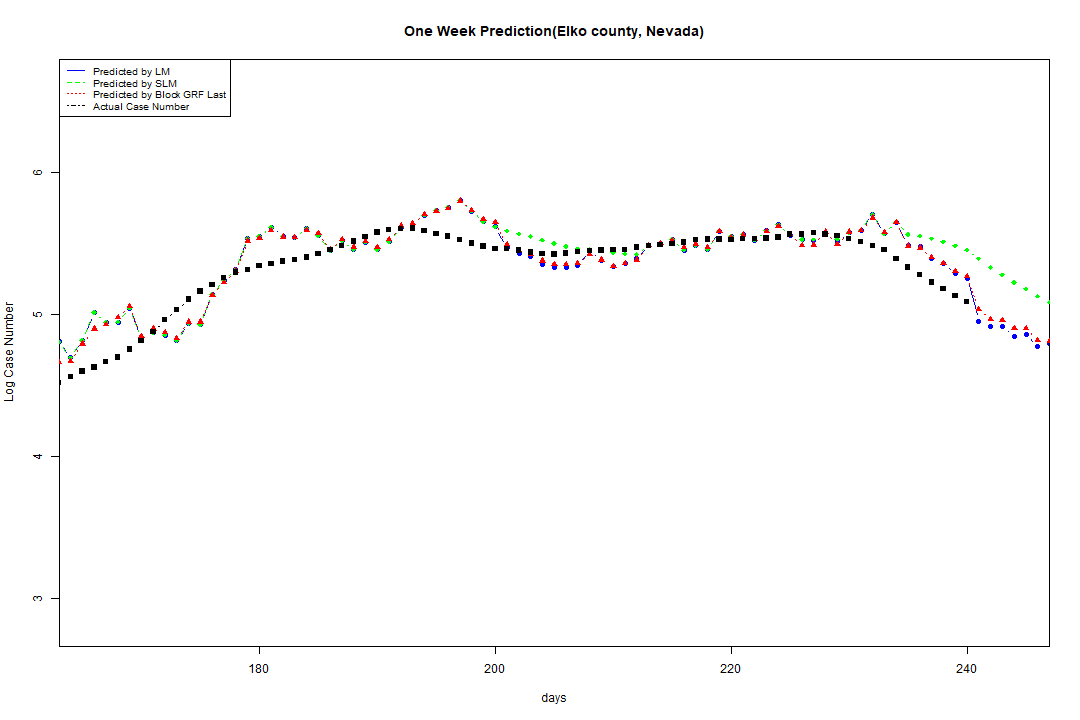 One Week Prediction(Elko county, Nevada)
Predicted by LM
Predicted by SLM
Predicted by Block GRF Last
Actual Case Number
6
5
4
3
Log Case Number
180 200 220 240
days